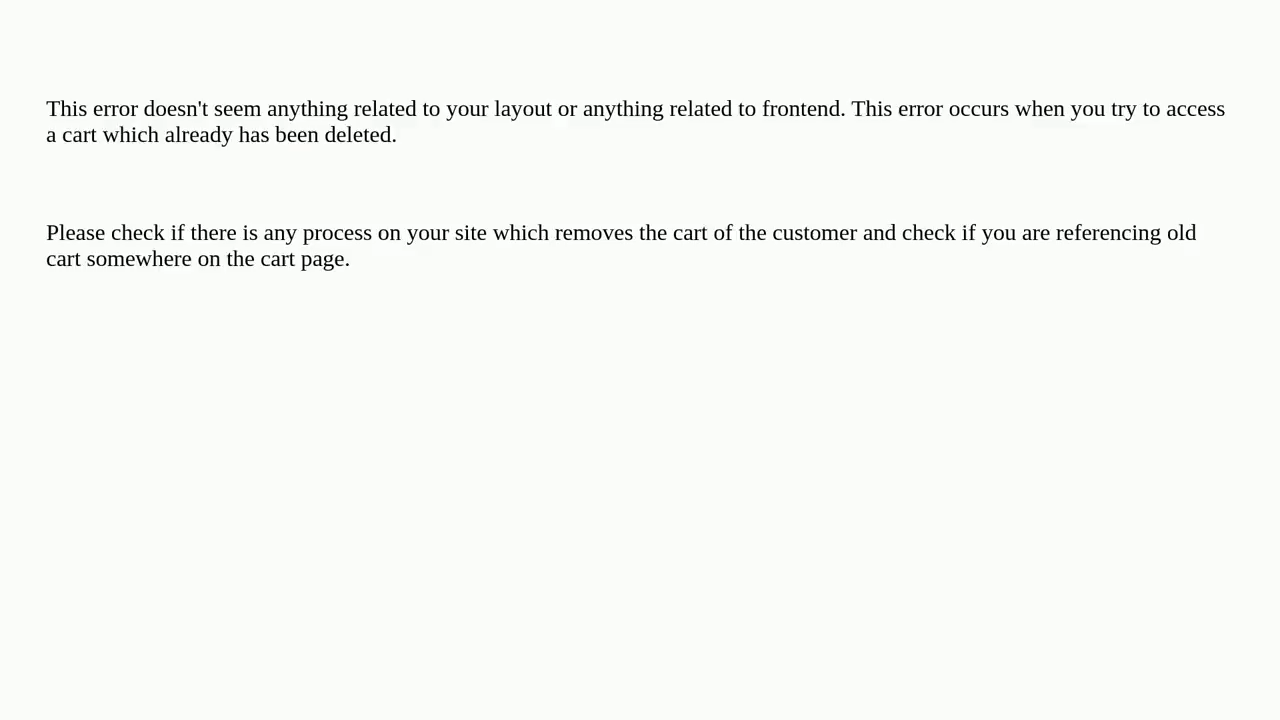 This error doesn't seem anything related to your layout or anything related to frontend. This error occurs when you try to access
a cart which already has been deleted.
Please check if there is any process on your site which removes the cart of the customer and check if you are referencing old
cart somewhere on the cart page.